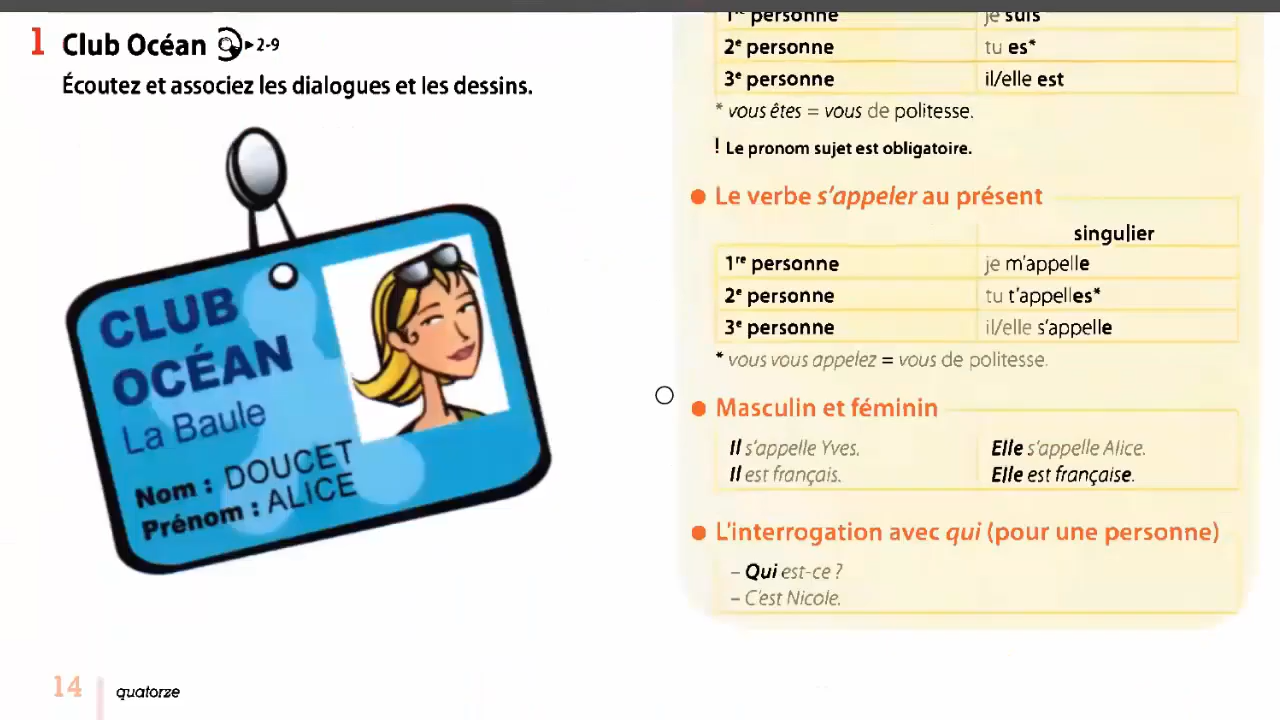 1 Club Océan ▸2-9
Écoutez et associez les dialogues et les dessins.
CLUB
OCÉAN
La Baule
Nom : DOUCET
Prénom : ALICE
14 quatorze
1re personne je suis
2e personne tu es*
3e personne il/elle est
* vous êtes = vous de politesse.
! Le pronom sujet est obligatoire.
• Le verbe s'appeler au présent
singulier
1re personne je m'appelle
2e personne tu t'appelles*
3e personne il/elle s'appelle
* vous vous appelez = vous de politesse.
• Masculin et féminin
Il s'appelle Yves. Elle s'appelle Alice.
Il est français. Elle est française.
• L'interrogation avec qui (pour une personne)
– Qui est-ce ?
– C'est Nicole.